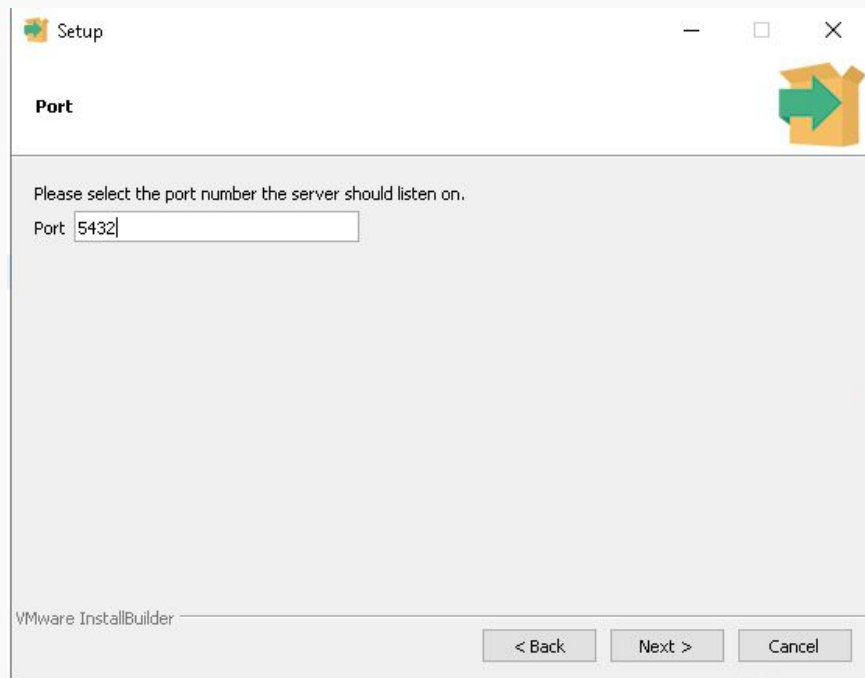 Setup
Port
Please select the port number the server should listen on.
Port 5432
VMware InstallBuilder
< Back Next > Cancel